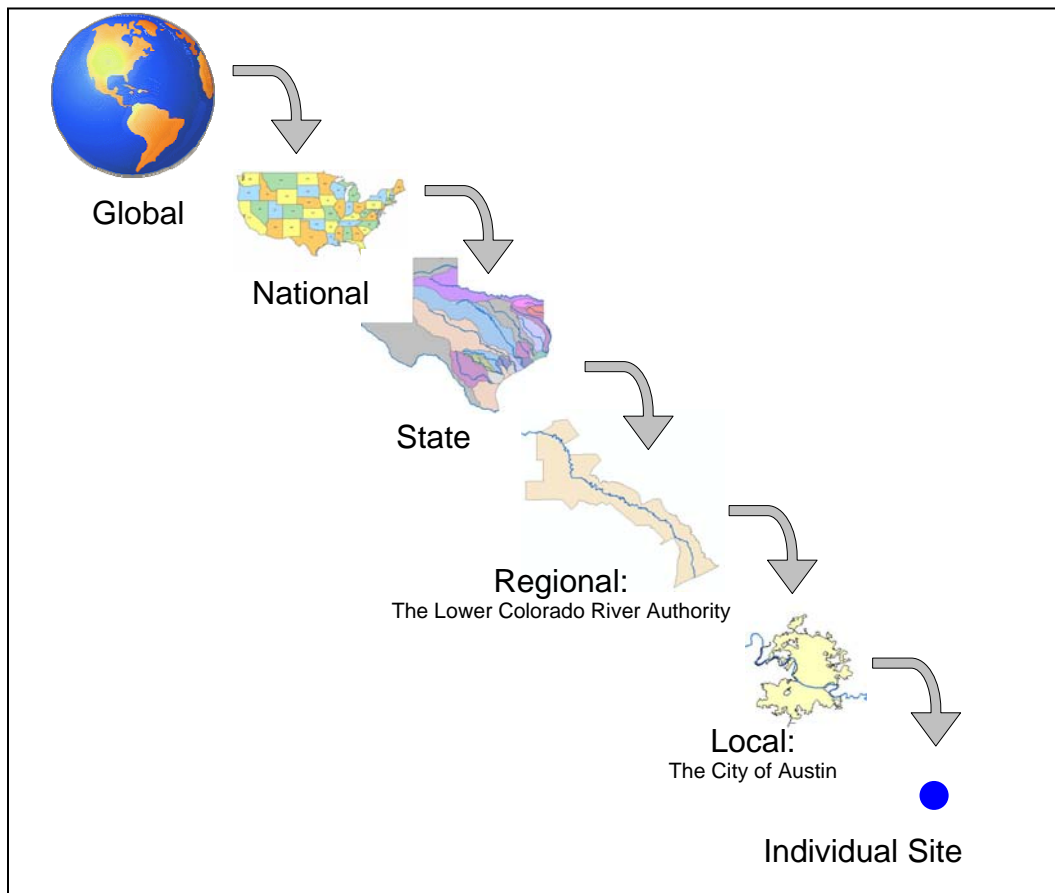 Global
National
State
Regional:
The Lower Colorado River Authority
Local:
The City of Austin
Individual Site